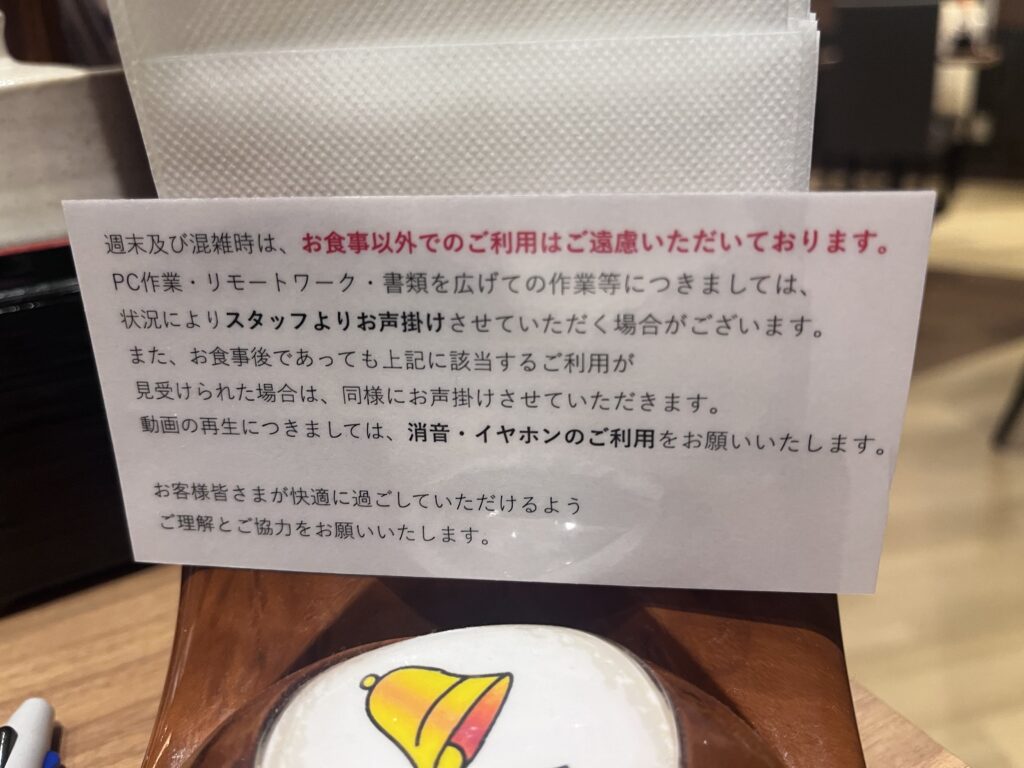 週末及び混雑時は、お食事以外でのご利用はご遠慮いただいております。
PC作業・リモートワーク・書類を広げての作業等につきましては、
状況によりスタッフよりお声掛けさせていただく場合がございます。
また、お食事後であっても上記に該当するご利用が
見受けられた場合は、同様にお声掛けさせていただきます。
動画の再生につきましては、消音・イヤホンのご利用をお願いいたします。
お客様皆さまが快適に過ごしていただけるよう
ご理解とご協力をお願いいたします。